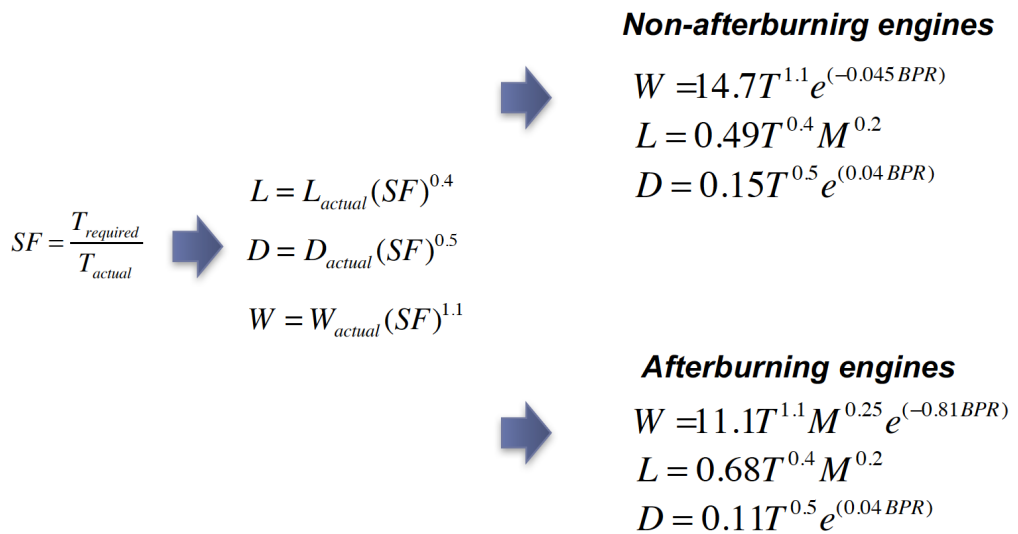 SF = T_required / T_actual
L = L_actual (SF)^0.4
D = D_actual (SF)^0.5
W = W_actual (SF)^1.1
Non-afterburnirg engines
W =14.7T^1.1 e^(−0.045 BPR)
L = 0.49T^0.4 M^0.2
D = 0.15T^0.5 e^(0.04 BPR)
Afterburning engines
W =11.1T^1.1 M^0.25 e^(−0.81 BPR)
L = 0.68T^0.4 M^0.2
D = 0.11T^0.5 e^(0.04 BPR)